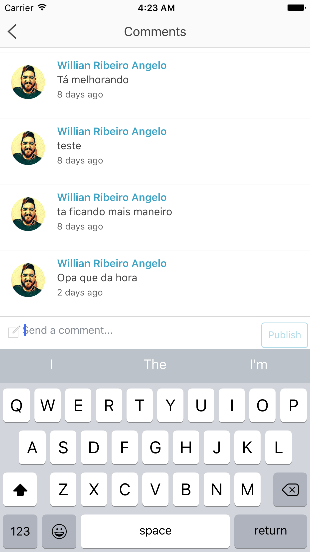 Carrier 4:23 AM
Comments
Willian Ribeiro Angelo
Tá melhorando
8 days ago
Willian Ribeiro Angelo
teste
8 days ago
Willian Ribeiro Angelo
ta ficando mais maneiro
8 days ago
Willian Ribeiro Angelo
Opa que da hora
2 days ago
Send a comment... Publish
I The I'm
Q W E R T Y U I O P
A S D F G H J K L
Z X C V B N M
123 space return